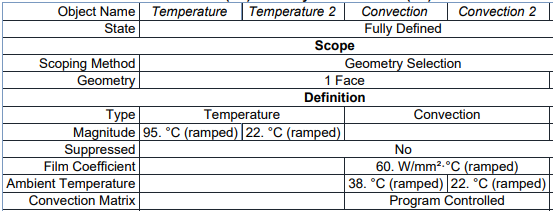 Object Name Temperature Temperature 2 Convection Convection 2
State Fully Defined
Scope
Scoping Method Geometry Selection
Geometry 1 Face
Definition
Type Temperature Convection
Magnitude 95. °C (ramped) 22. °C (ramped)
Suppressed No
Film Coefficient 60. W/mm²·°C (ramped)
Ambient Temperature 38. °C (ramped) 22. °C (ramped)
Convection Matrix Program Controlled